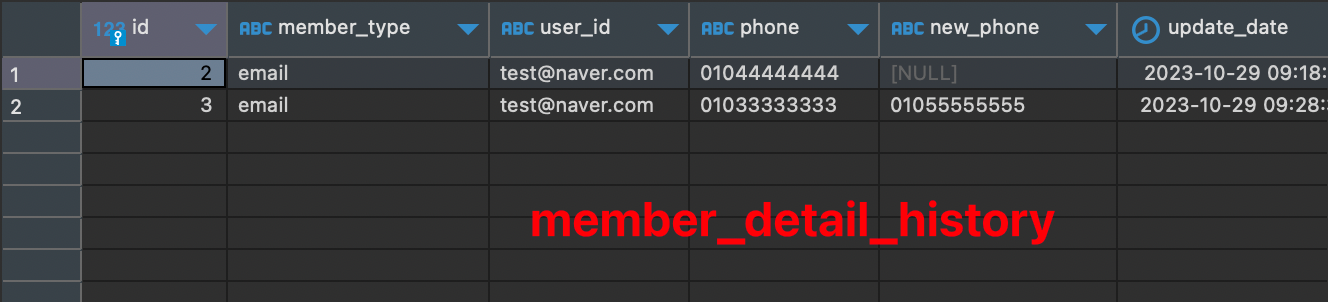 123 id ABC member_type ABC user_id ABC phone ABC new_phone update_date
1 2 email test@naver.com 01044444444 [NULL] 2023-10-29 09:18:
2 3 email test@naver.com 01033333333 01055555555 2023-10-29 09:28:
member_detail_history